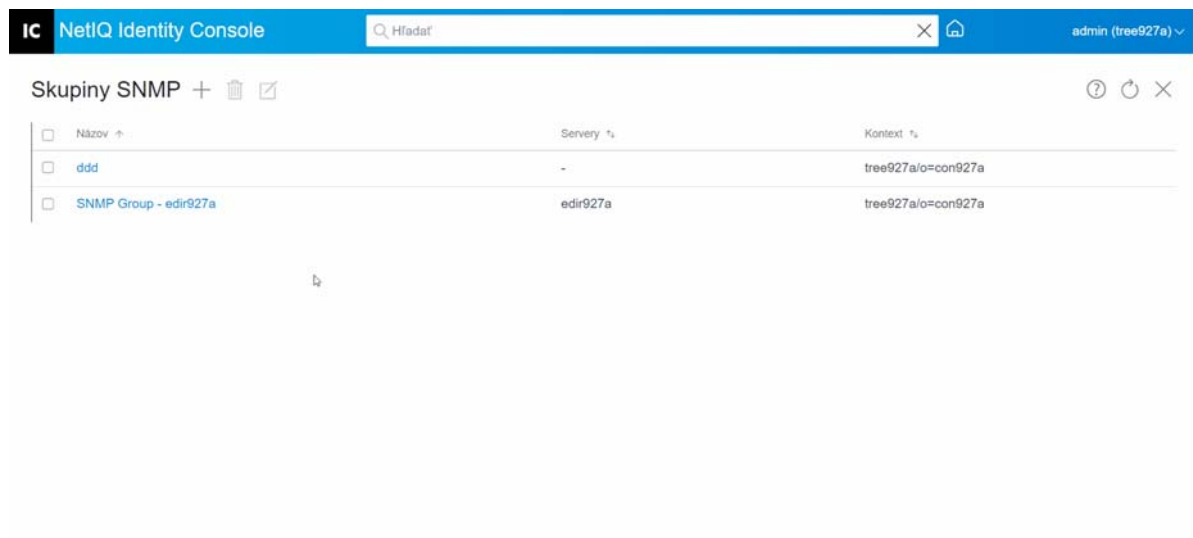 IC NetIQ Identity Console Hľadať admin (tree927a)
Skupiny SNMP
Názov Servery Kontext
ddd - tree927a/o=con927a
SNMP Group - edir927a edir927a tree927a/o=con927a